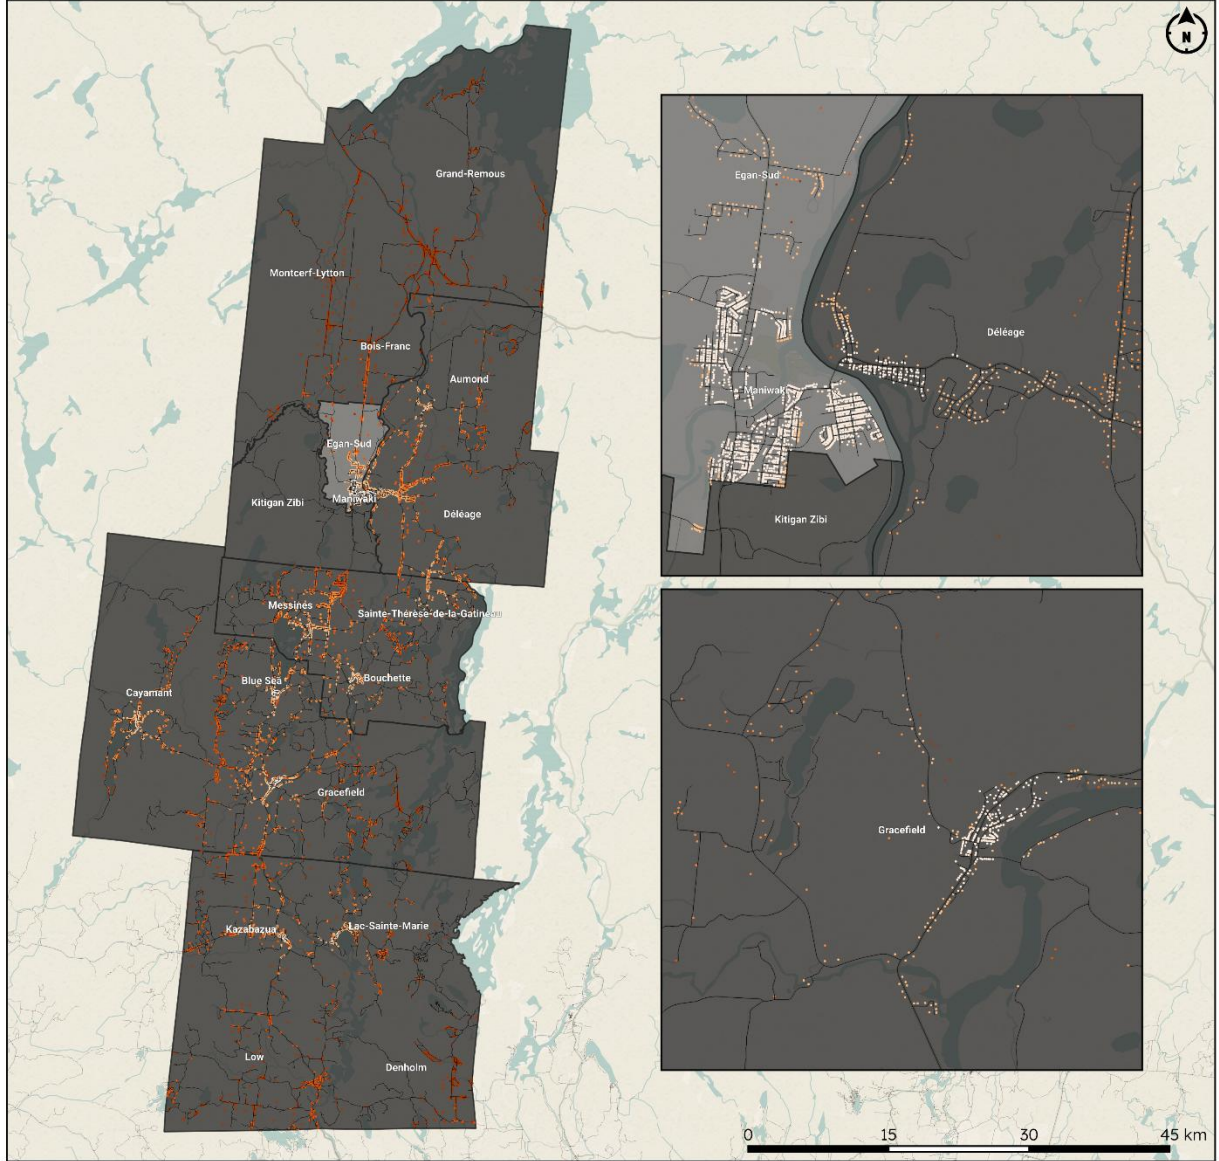 N
Grand-Remous
Montcerf-Lytton
Bois-Franc
Aumond
Egan-Sud
Maniwaki
Kitigan Zibi
Déléage
Messines
Sainte-Thérèse-de-la-Gatineau
Blue Sea
Bouchette
Cayamant
Gracefield
Kazabazua
Lac-Sainte-Marie
Low
Denholm
Egan-Sud
Déléage
Maniwaki
Kitigan Zibi
Gracefield
0 15 30 45 km